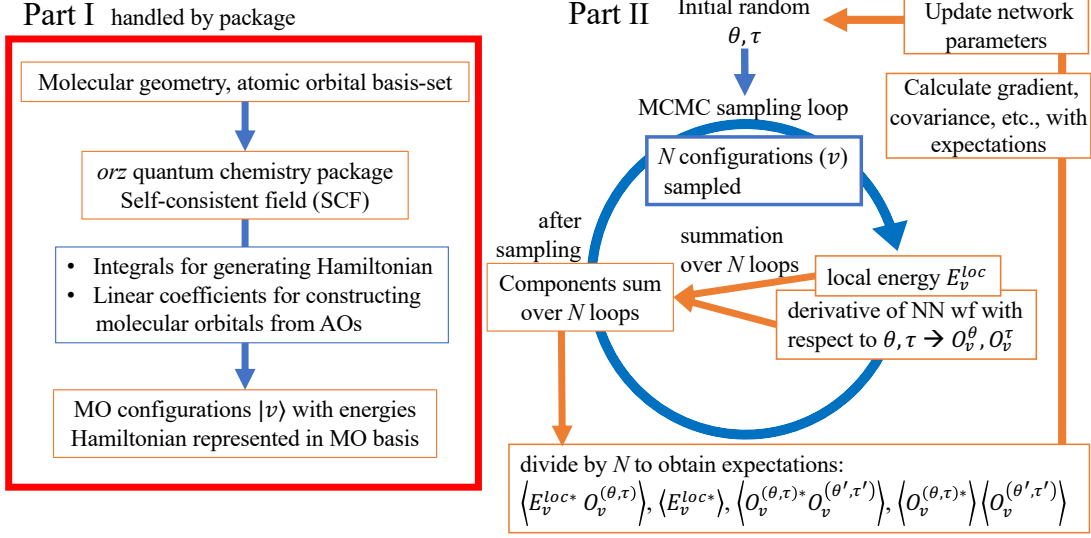 Part I handled by package
Molecular geometry, atomic orbital basis-set
orz quantum chemistry package
Self-consistent field (SCF)
• Integrals for generating Hamiltonian
• Linear coefficients for constructing
molecular orbitals from AOs
MO configurations |v⟩ with energies
Hamiltonian represented in MO basis
Part II
Initial random
θ, τ
Update network
parameters
Calculate gradient,
covariance, etc., with
expectations
MCMC sampling loop
N configurations (v)
sampled
after
sampling
summation
over N loops
Components sum
over N loops
local energy E_v^{loc}
derivative of NN wf with
respect to θ, τ → O_v^θ, O_v^τ
divide by N to obtain expectations:
⟨E_v^{loc*} O_v^{(θ,τ)}⟩, ⟨E_v^{loc*}⟩, ⟨O_v^{(θ,τ)*} O_v^{(θ′,τ′)}⟩, ⟨O_v^{(θ,τ)*}⟩ ⟨O_v^{(θ′,τ′)}⟩